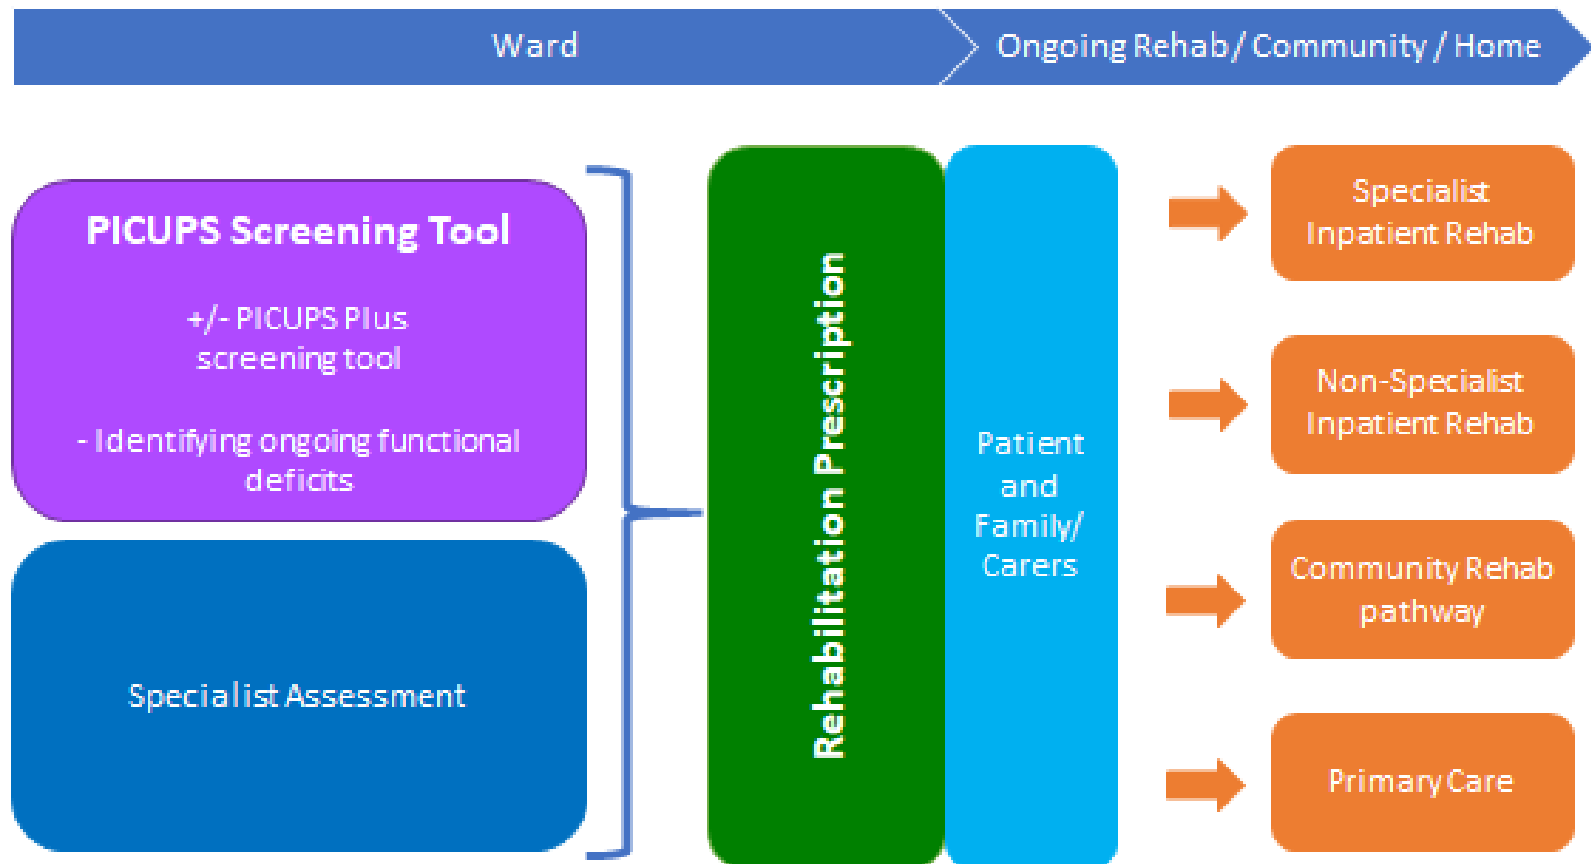 Ward
Ongoing Rehab/ Community / Home
PICUPS Screening Tool
+/- PICUPS Plus
screening tool
- Identifying ongoing functional
deficits
Specialist Assessment
Rehabilitation Prescription
Patient
and
Family/
Carers
Specialist
Inpatient Rehab
Non-Specialist
Inpatient Rehab
Community Rehab
pathway
Primary Care